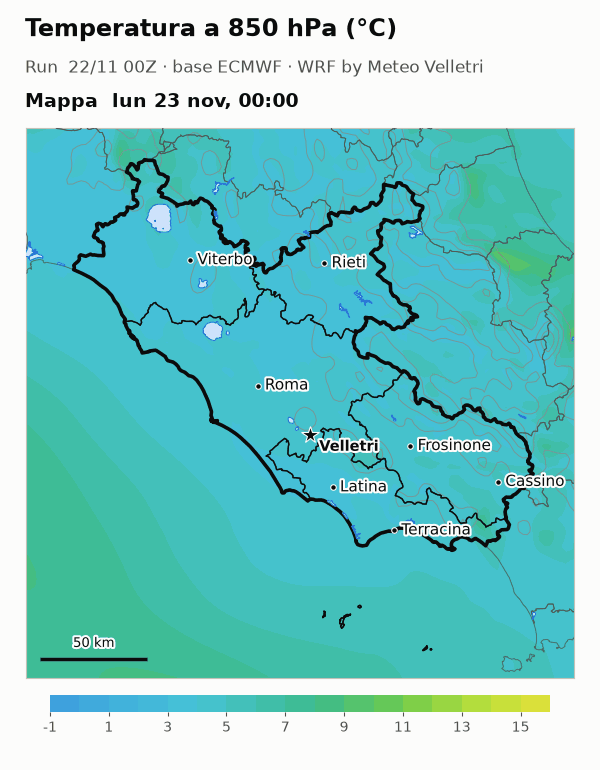 Temperatura a 850 hPa (°C)
Run  22/11 00Z · base ECMWF · WRF by Meteo Velletri
Mappa  lun 23 nov, 00:00
Viterbo
Rieti
Roma
Velletri
Frosinone
Cassino
Latina
Terracina
50 km
-1 1 3 5 7 9 11 13 15